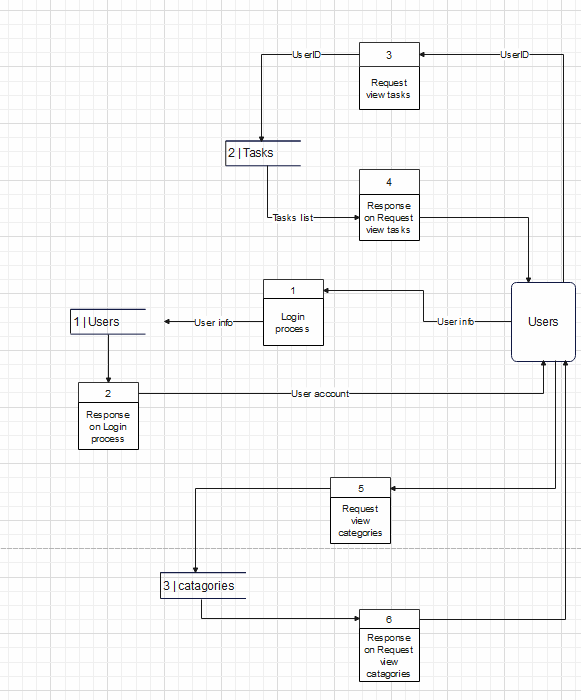 UserID
3
UserID
Request
view tasks
2 | Tasks
4
Response
on Request
view tasks
Tasks list
1
Login
process
User info
User info
1 | Users
Users
2
Response
on Login
process
User account
5
Request
view
categories
3 | catagories
6
Response
on Request
view
catagories